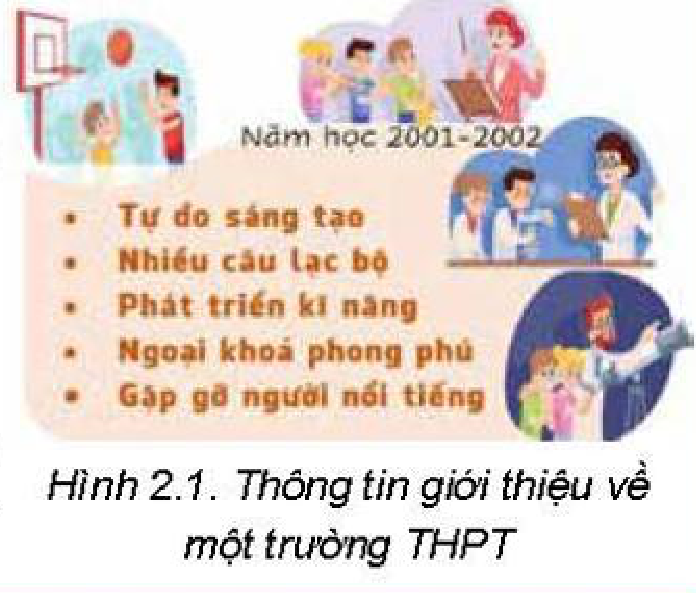 Năm học 2001-2002
• Tự do sáng tạo
• Nhiều câu lạc bộ
• Phát triển kĩ năng
• Ngoại khoá phong phú
• Gặp gỡ người nổi tiếng
Hình 2.1. Thông tin giới thiệu về
một trường THPT